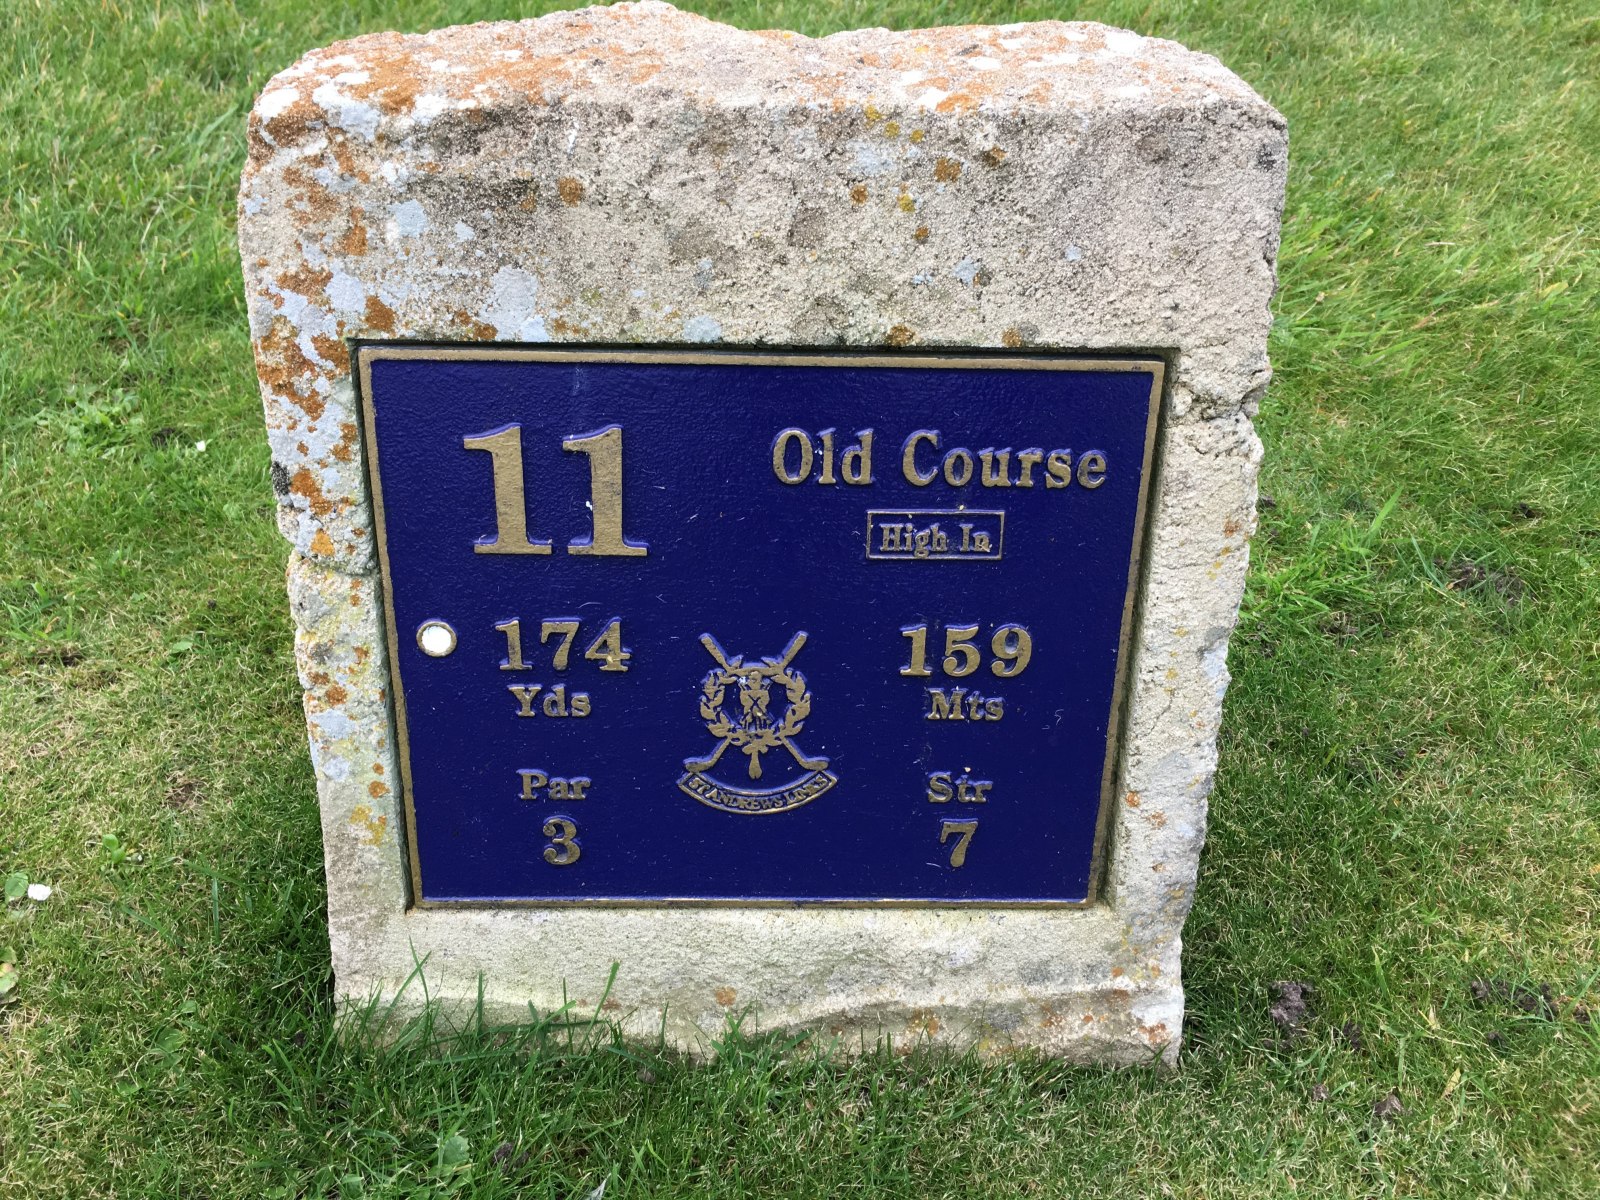 11
Old Course
High In
174
Yds
159
Mts
ST ANDREWS LINKS
Par
3
Str
7